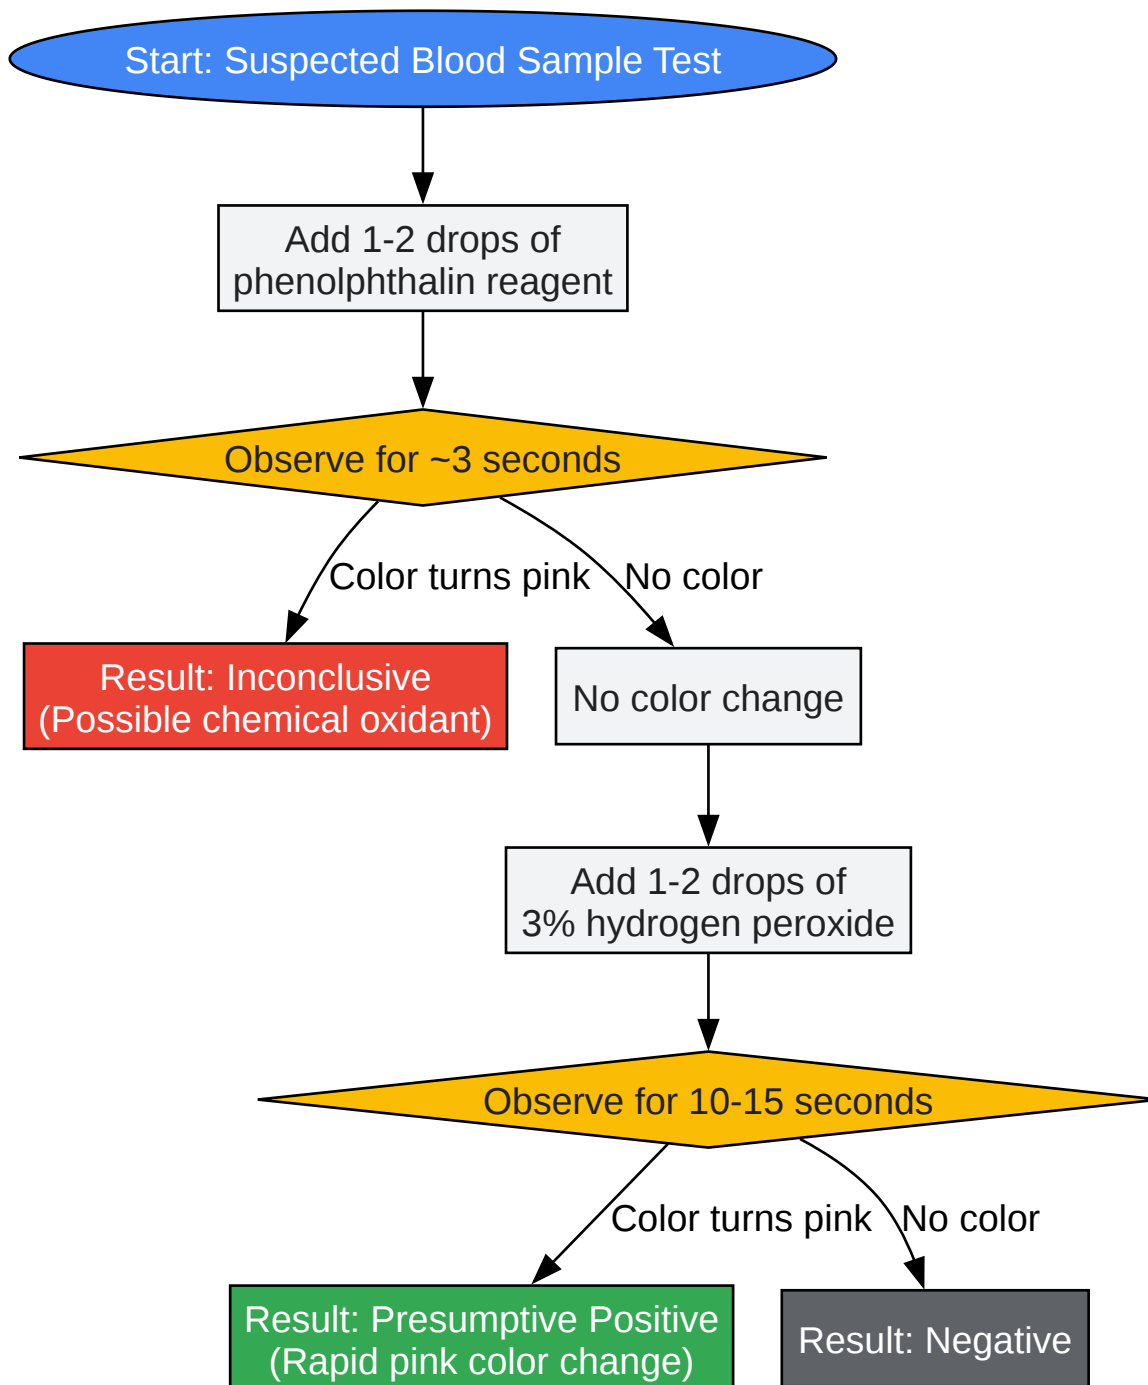 Start: Suspected Blood Sample Test
Add 1-2 drops of
phenolphthalin reagent
Observe for ~3 seconds
Color turns pink
No color
Result: Inconclusive
(Possible chemical oxidant)
No color change
Add 1-2 drops of
3% hydrogen peroxide
Observe for 10-15 seconds
Color turns pink
No color
Result: Presumptive Positive
(Rapid pink color change)
Result: Negative